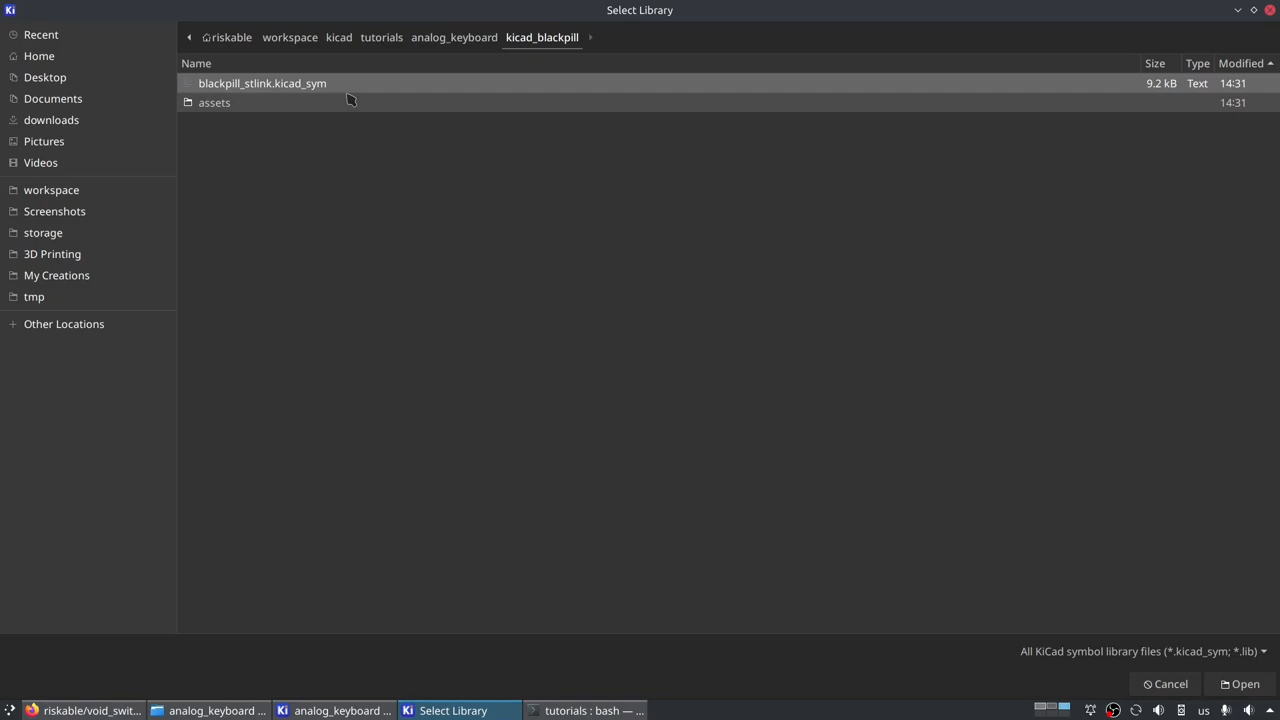 Ki
Select Library
riskable workspace kicad tutorials analog_keyboard kicad_blackpill
Name Size Type Modified
blackpill_stlink.kicad_sym 9.2 kB Text 14:31
assets 14:31
Recent
Home
Desktop
Documents
downloads
Pictures
Videos
workspace
Screenshots
storage
3D Printing
My Creations
tmp
Other Locations
All KiCad symbol library files (*.kicad_sym; *.lib)
Cancel Open
riskable/void_swit... analog_keyboard ... Ki analog_keyboard ... Ki Select Library tutorials : bash — ... us